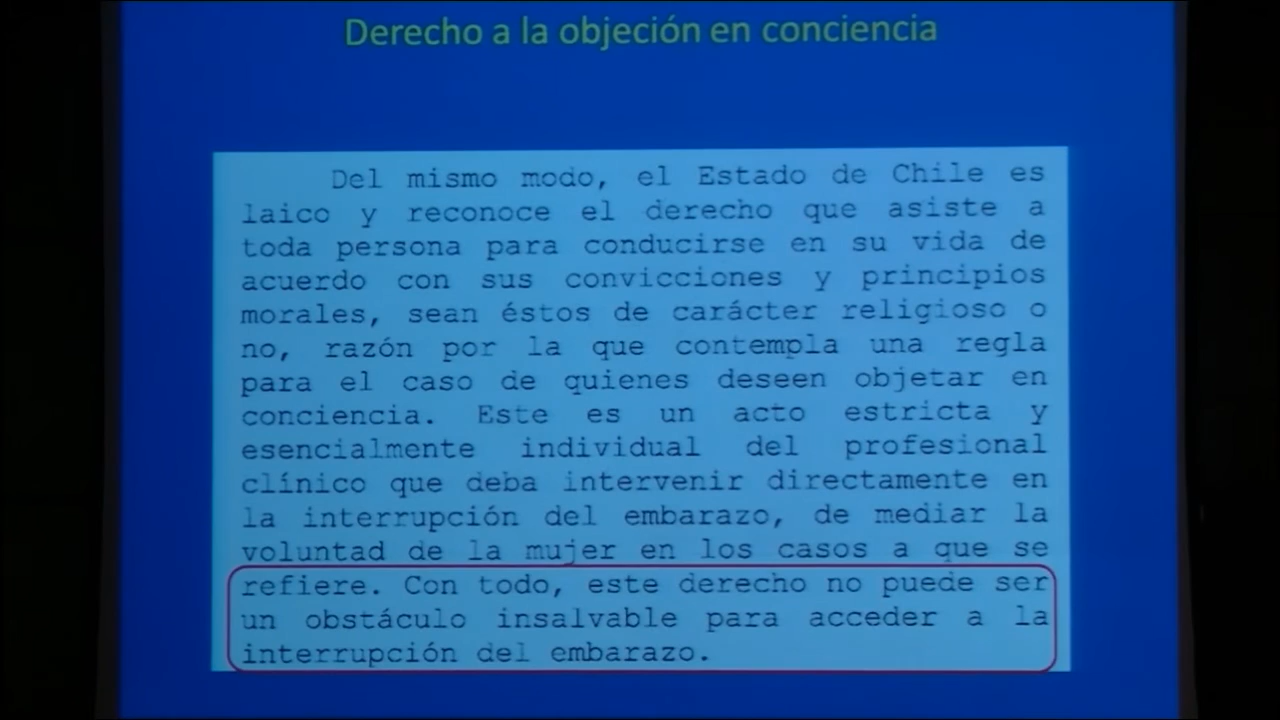 Derecho a la objeción en conciencia
Del mismo modo, el Estado de Chile es
laico y reconoce el derecho que asiste a
toda persona para conducirse en su vida de
acuerdo con sus convicciones y principios
morales, sean éstos de carácter religioso o
no, razón por la que contempla una regla
para el caso de quienes deseen objetar en
conciencia. Este es un acto estricta y
esencialmente individual del profesional
clínico que deba intervenir directamente en
la interrupción del embarazo, de mediar la
voluntad de la mujer en los casos a que se
refiere. Con todo, este derecho no puede ser
un obstáculo insalvable para acceder a la
interrupción del embarazo.